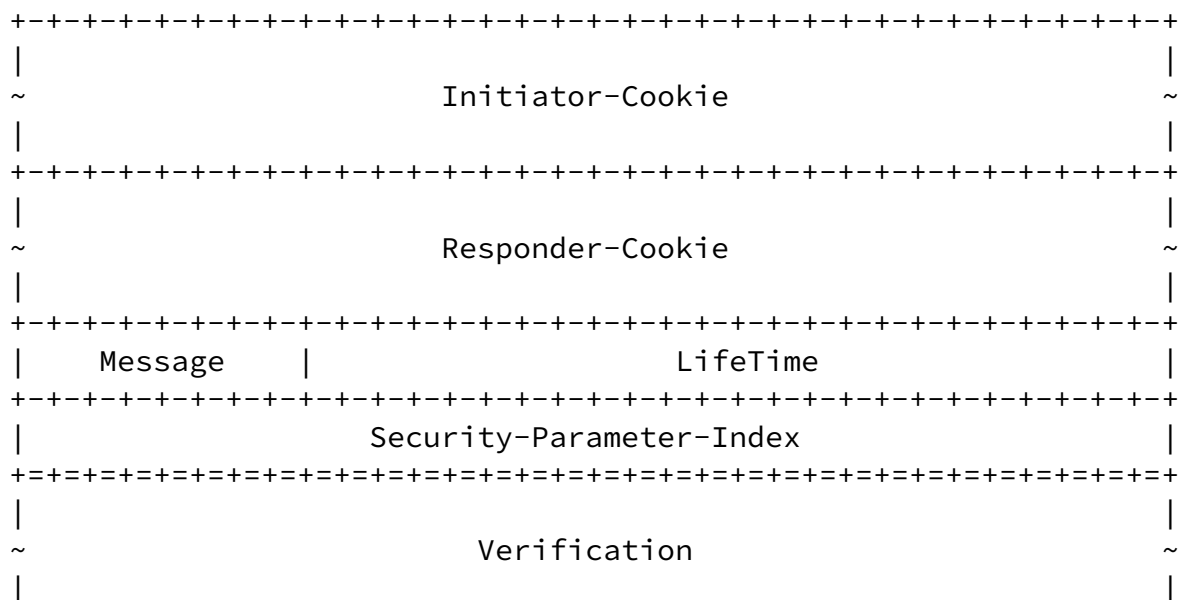 +-+-+-+-+-+-+-+-+-+-+-+-+-+-+-+-+-+-+-+-+-+-+-+-+-+-+-+-+-+-+-+-+
|                                                               |
~                       Initiator-Cookie                        ~
|                                                               |
+-+-+-+-+-+-+-+-+-+-+-+-+-+-+-+-+-+-+-+-+-+-+-+-+-+-+-+-+-+-+-+-+
|                                                               |
~                       Responder-Cookie                        ~
|                                                               |
+-+-+-+-+-+-+-+-+-+-+-+-+-+-+-+-+-+-+-+-+-+-+-+-+-+-+-+-+-+-+-+-+
|    Message    |                    LifeTime                   |
+-+-+-+-+-+-+-+-+-+-+-+-+-+-+-+-+-+-+-+-+-+-+-+-+-+-+-+-+-+-+-+-+
|                   Security-Parameter-Index                    |
+=+=+=+=+=+=+=+=+=+=+=+=+=+=+=+=+=+=+=+=+=+=+=+=+=+=+=+=+=+=+=+=+
|                                                               |
~                         Verification                          ~
|                                                               |